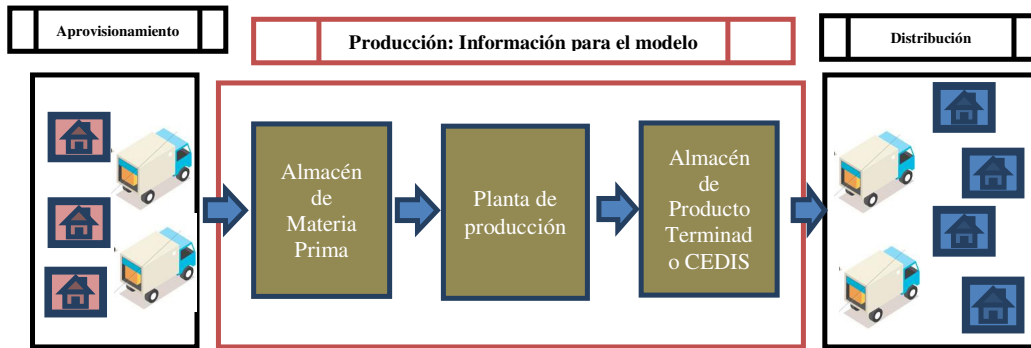 Aprovisionamiento
Producción: Información para el modelo
Distribución
Almacén
de
Materia
Prima
Planta de
producción
Almacén
de
Producto
Terminad
o CEDIS